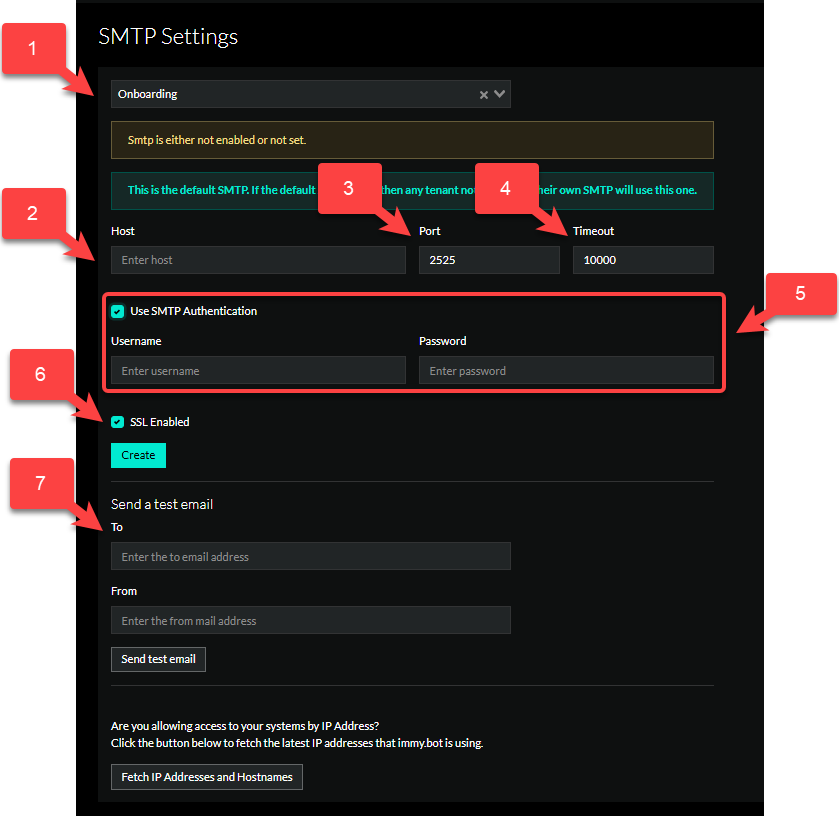 SMTP Settings
1
Onboarding
Smtp is either not enabled or not set.
This is the default SMTP. If the default then any tenant no heir own SMTP will use this one.
3
4
2
Host
Port
Timeout
Enter host
2525
10000
5
Use SMTP Authentication
Username
Password
Enter username
Enter password
6
SSL Enabled
Create
7
Send a test email
To
Enter the to email address
From
Enter the from mail address
Send test email
Are you allowing access to your systems by IP Address?
Click the button below to fetch the latest IP addresses that immy.bot is using.
Fetch IP Addresses and Hostnames